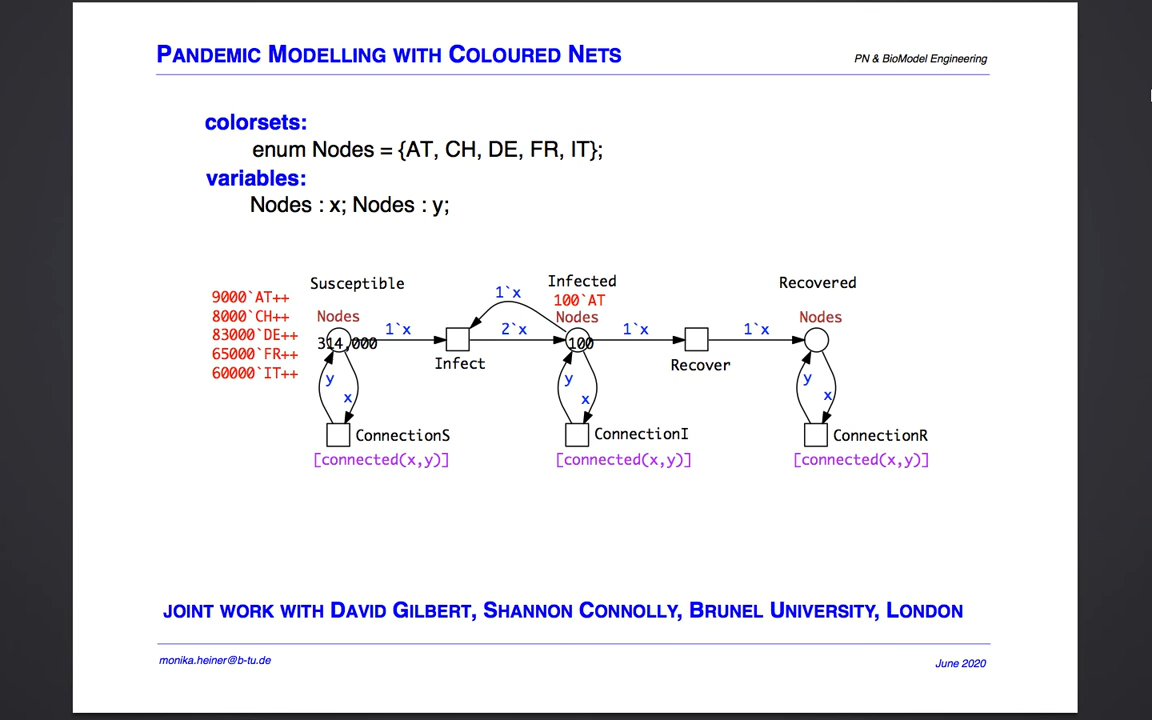 PANDEMIC MODELLING WITH COLOURED NETS
PN & BioModel Engineering
colorsets:
enum Nodes = {AT, CH, DE, FR, IT};
variables:
Nodes : x; Nodes : y;
9000`AT++
8000`CH++
83000`DE++
65000`FR++
60000`IT++
Susceptible
Nodes
314,000
1`x
Infect
1`x
2`x
Infected
100`AT
Nodes
100
1`x
Recover
1`x
Recovered
Nodes
y
x
ConnectionS
[connected(x,y)]
y
x
ConnectionI
[connected(x,y)]
y
x
ConnectionR
[connected(x,y)]
JOINT WORK WITH DAVID GILBERT, SHANNON CONNOLLY, BRUNEL UNIVERSITY, LONDON
monika.heiner@b-tu.de
June 2020